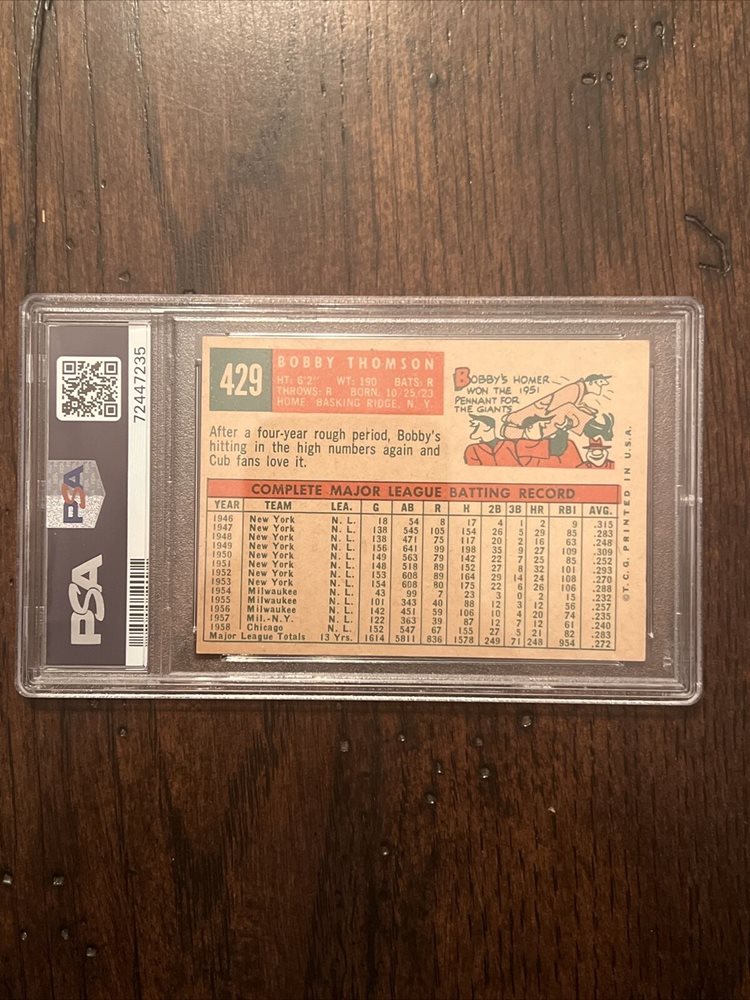 72447235
PSA
PSA
429
BOBBY THOMSON
HT: 6'2" WT: 190 BATS: R
THROWS: R BORN: 10/25/23
HOME: BASKING RIDGE, N. Y.
BOBBY'S HOMER
WON THE 1951
PENNANT FOR
THE GIANTS
After a four-year rough period, Bobby's
hitting in the high numbers again and
Cub fans love it.
COMPLETE MAJOR LEAGUE BATTING RECORD
YEAR TEAM LEA. G AB R H 2B 3B HR RBI AVG.
1946 New York N. L. 18 54 8 17 4 1 2 9 .315
1947 New York N. L. 138 545 105 154 26 5 29 85 .283
1948 New York N. L. 138 471 75 117 20 2 16 63 .248
1949 New York N. L. 156 641 99 198 35 9 27 109 .309
1950 New York N. L. 149 563 79 142 22 7 25 85 .252
1951 New York N. L. 148 518 89 152 27 8 32 101 .293
1952 New York N. L. 153 608 89 164 29 14 24 108 .270
1953 New York N. L. 154 608 80 175 22 6 26 106 .288
1954 Milwaukee N. L. 43 99 7 23 3 0 2 15 .232
1955 Milwaukee N. L. 101 343 40 88 12 3 12 56 .257
1956 Milwaukee N. L. 142 451 59 106 10 4 20 74 .235
1957 Mil.-N.Y. N. L. 122 363 39 87 12 7 12 61 .240
1958 Chicago N. L. 152 547 67 155 27 5 21 82 .283
Major League Totals 13 Yrs. 1614 5811 836 1578 249 71 248 954 .272
©T.C.G. PRINTED IN U.S.A.